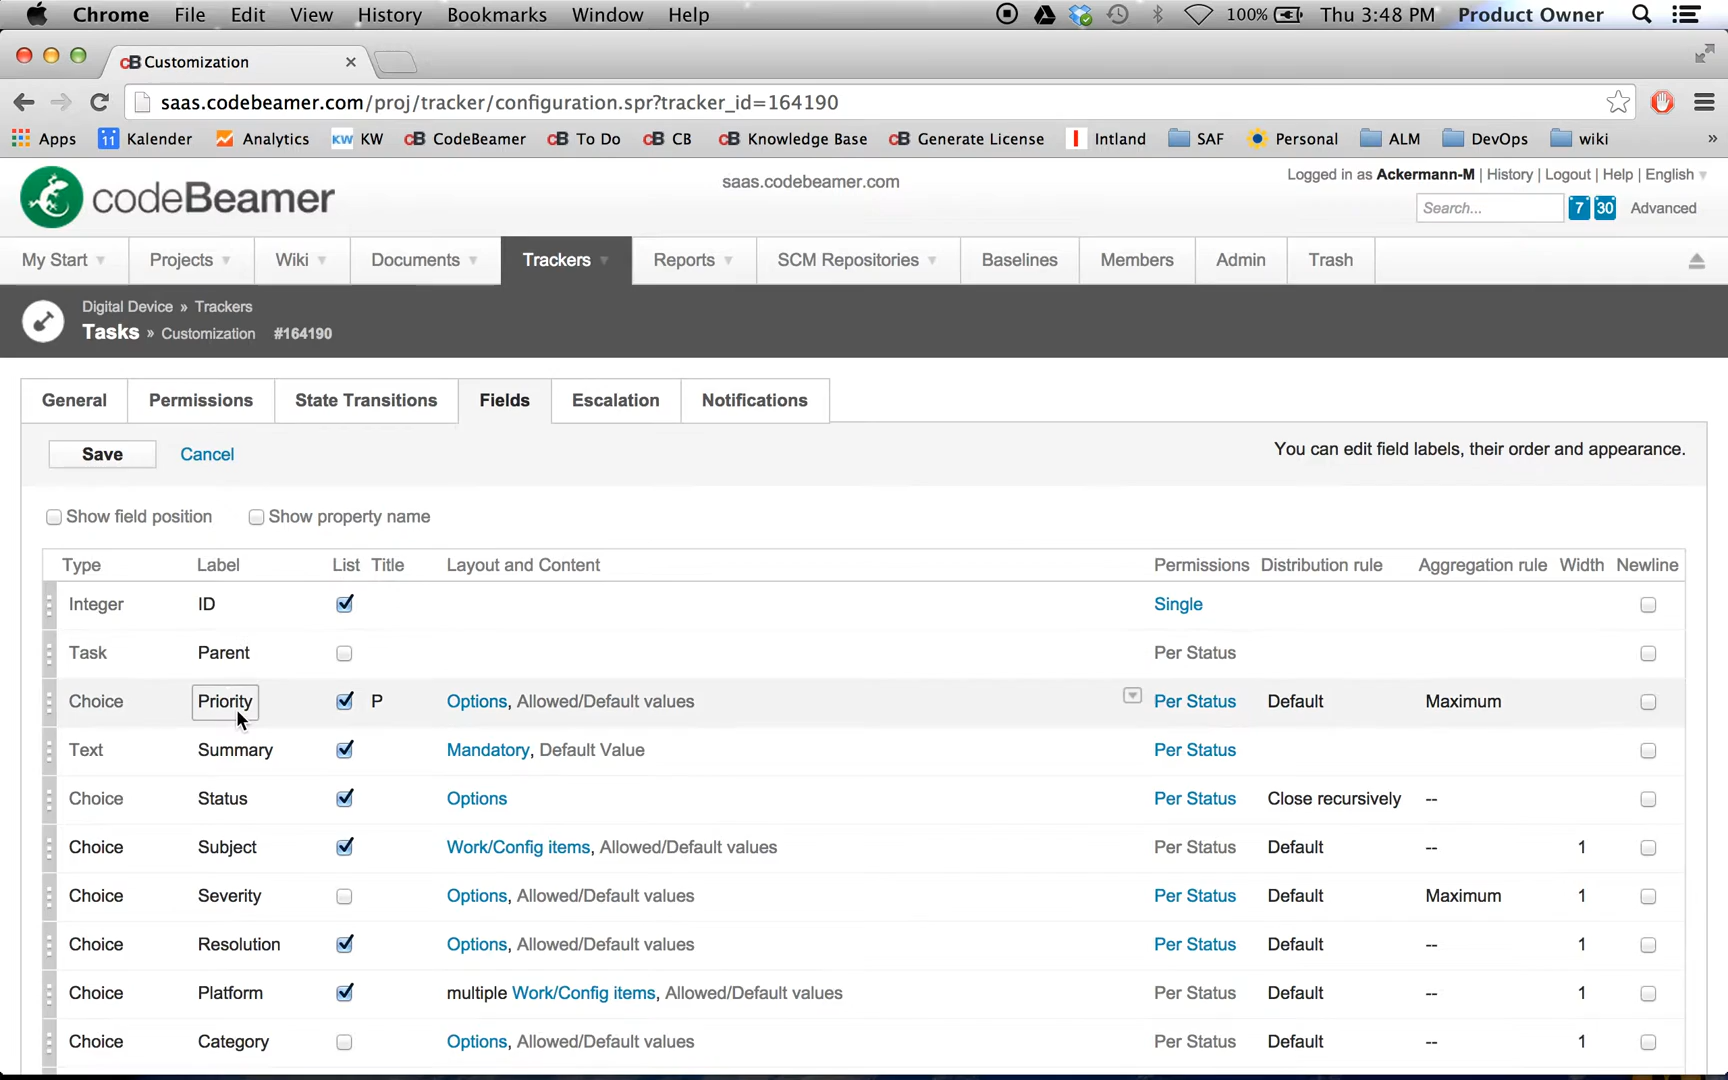 Chrome File Edit View History Bookmarks Window Help 100% Thu 3:48 PM Product Owner
cB Customization
saas.codebeamer.com/proj/tracker/configuration.spr?tracker_id=164190
Apps 11 Kalender Analytics KW KW cB CodeBeamer cB To Do cB CB cB Knowledge Base cB Generate License Intland SAF Personal ALM DevOps wiki »
codeBeamer
saas.codebeamer.com
Logged in as Ackermann-M | History | Logout | Help | English
Search... 7 30 Advanced
My Start Projects Wiki Documents Trackers Reports SCM Repositories Baselines Members Admin Trash
Digital Device » Trackers
Tasks » Customization #164190
General Permissions State Transitions Fields Escalation Notifications
Save Cancel You can edit field labels, their order and appearance.
Show field position Show property name
Type Label List Title Layout and Content Permissions Distribution rule Aggregation rule Width Newline
Integer ID Single
Task Parent Per Status
Choice Priority P Options, Allowed/Default values Per Status Default Maximum
Text Summary Mandatory, Default Value Per Status
Choice Status Options Per Status Close recursively --
Choice Subject Work/Config items, Allowed/Default values Per Status Default -- 1
Choice Severity Options, Allowed/Default values Per Status Default Maximum 1
Choice Resolution Options, Allowed/Default values Per Status Default -- 1
Choice Platform multiple Work/Config items, Allowed/Default values Per Status Default -- 1
Choice Category Options, Allowed/Default values Per Status Default -- 1